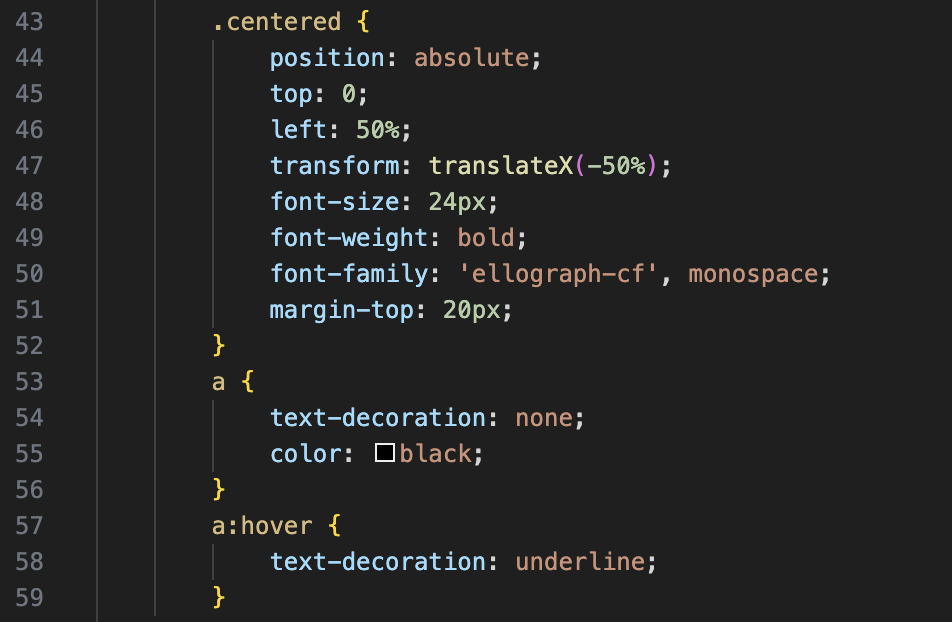 43 .centered {
44 position: absolute;
45 top: 0;
46 left: 50%;
47 transform: translateX(-50%);
48 font-size: 24px;
49 font-weight: bold;
50 font-family: 'ellograph-cf', monospace;
51 margin-top: 20px;
52 }
53 a {
54 text-decoration: none;
55 color: black;
56 }
57 a:hover {
58 text-decoration: underline;
59 }